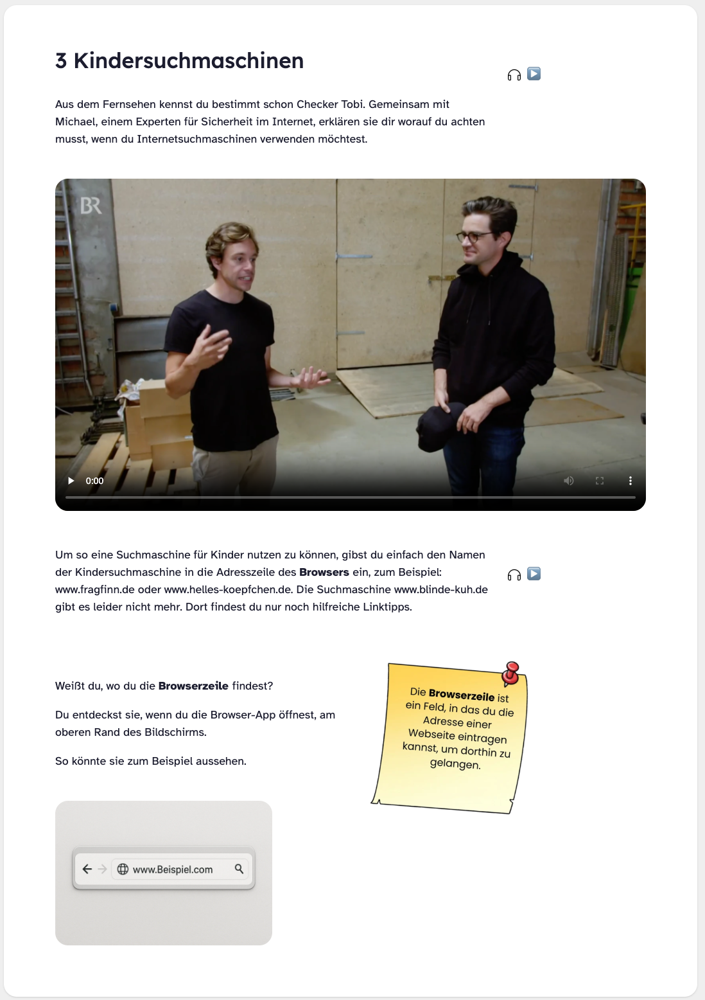 3 Kindersuchmaschinen
Aus dem Fernsehen kennst du bestimmt schon Checker Tobi. Gemeinsam mit
Michael, einem Experten für Sicherheit im Internet, erklären sie dir worauf du achten
musst, wenn du Internetsuchmaschinen verwenden möchtest.
BR
0:00
Um so eine Suchmaschine für Kinder nutzen zu können, gibst du einfach den Namen
der Kindersuchmaschine in die Adresszeile des Browsers ein, zum Beispiel:
www.fragfinn.de oder www.helles-koepfchen.de. Die Suchmaschine www.blinde-kuh.de
gibt es leider nicht mehr. Dort findest du nur noch hilfreiche Linktipps.
Weißt du, wo du die Browserzeile findest?
Du entdeckst sie, wenn du die Browser-App öffnest, am
oberen Rand des Bildschirms.
So könnte sie zum Beispiel aussehen.
Die Browserzeile ist
ein Feld, in das du die
Adresse einer
Webseite eintragen
kannst, um dorthin zu
gelangen.
www.Beispiel.com